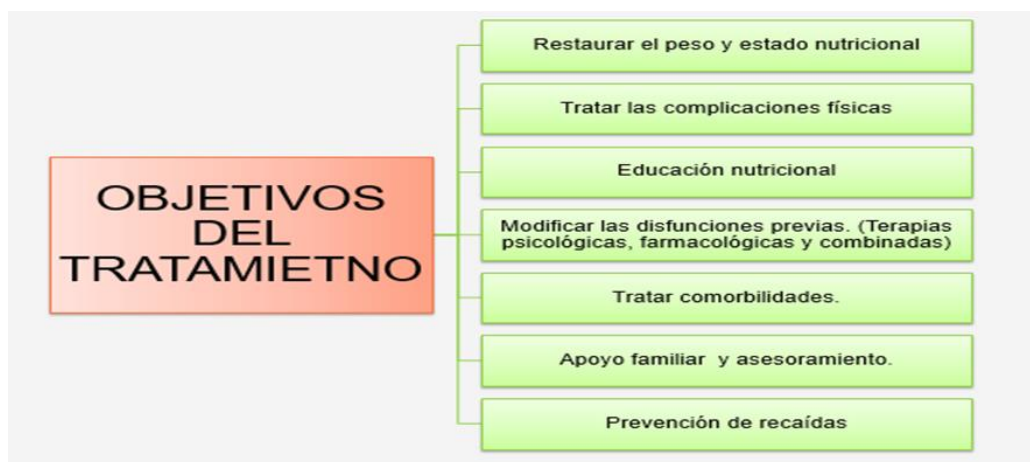 OBJETIVOS
DEL
TRATAMIETNO
Restaurar el peso y estado nutricional
Tratar las complicaciones físicas
Educación nutricional
Modificar las disfunciones previas. (Terapias
psicológicas, farmacológicas y combinadas)
Tratar comorbilidades.
Apoyo familiar y asesoramiento.
Prevención de recaídas